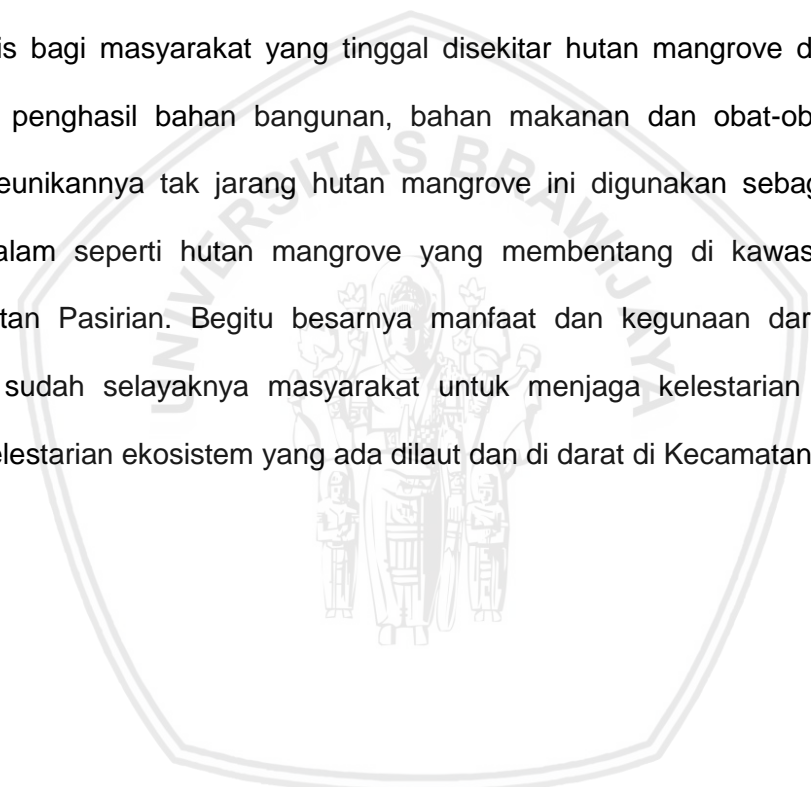 is bagi masyarakat yang tinggal disekitar hutan mangrove d
penghasil bahan bangunan, bahan makanan dan obat-ob
eunikannya tak jarang hutan mangrove ini digunakan sebag
alam seperti hutan mangrove yang membentang di kawas
tan Pasirian. Begitu besarnya manfaat dan kegunaan dar
sudah selayaknya masyarakat untuk menjaga kelestarian
elestarian ekosistem yang ada dilaut dan di darat di Kecamatan
UNIVERSITAS BRAWIJAYA